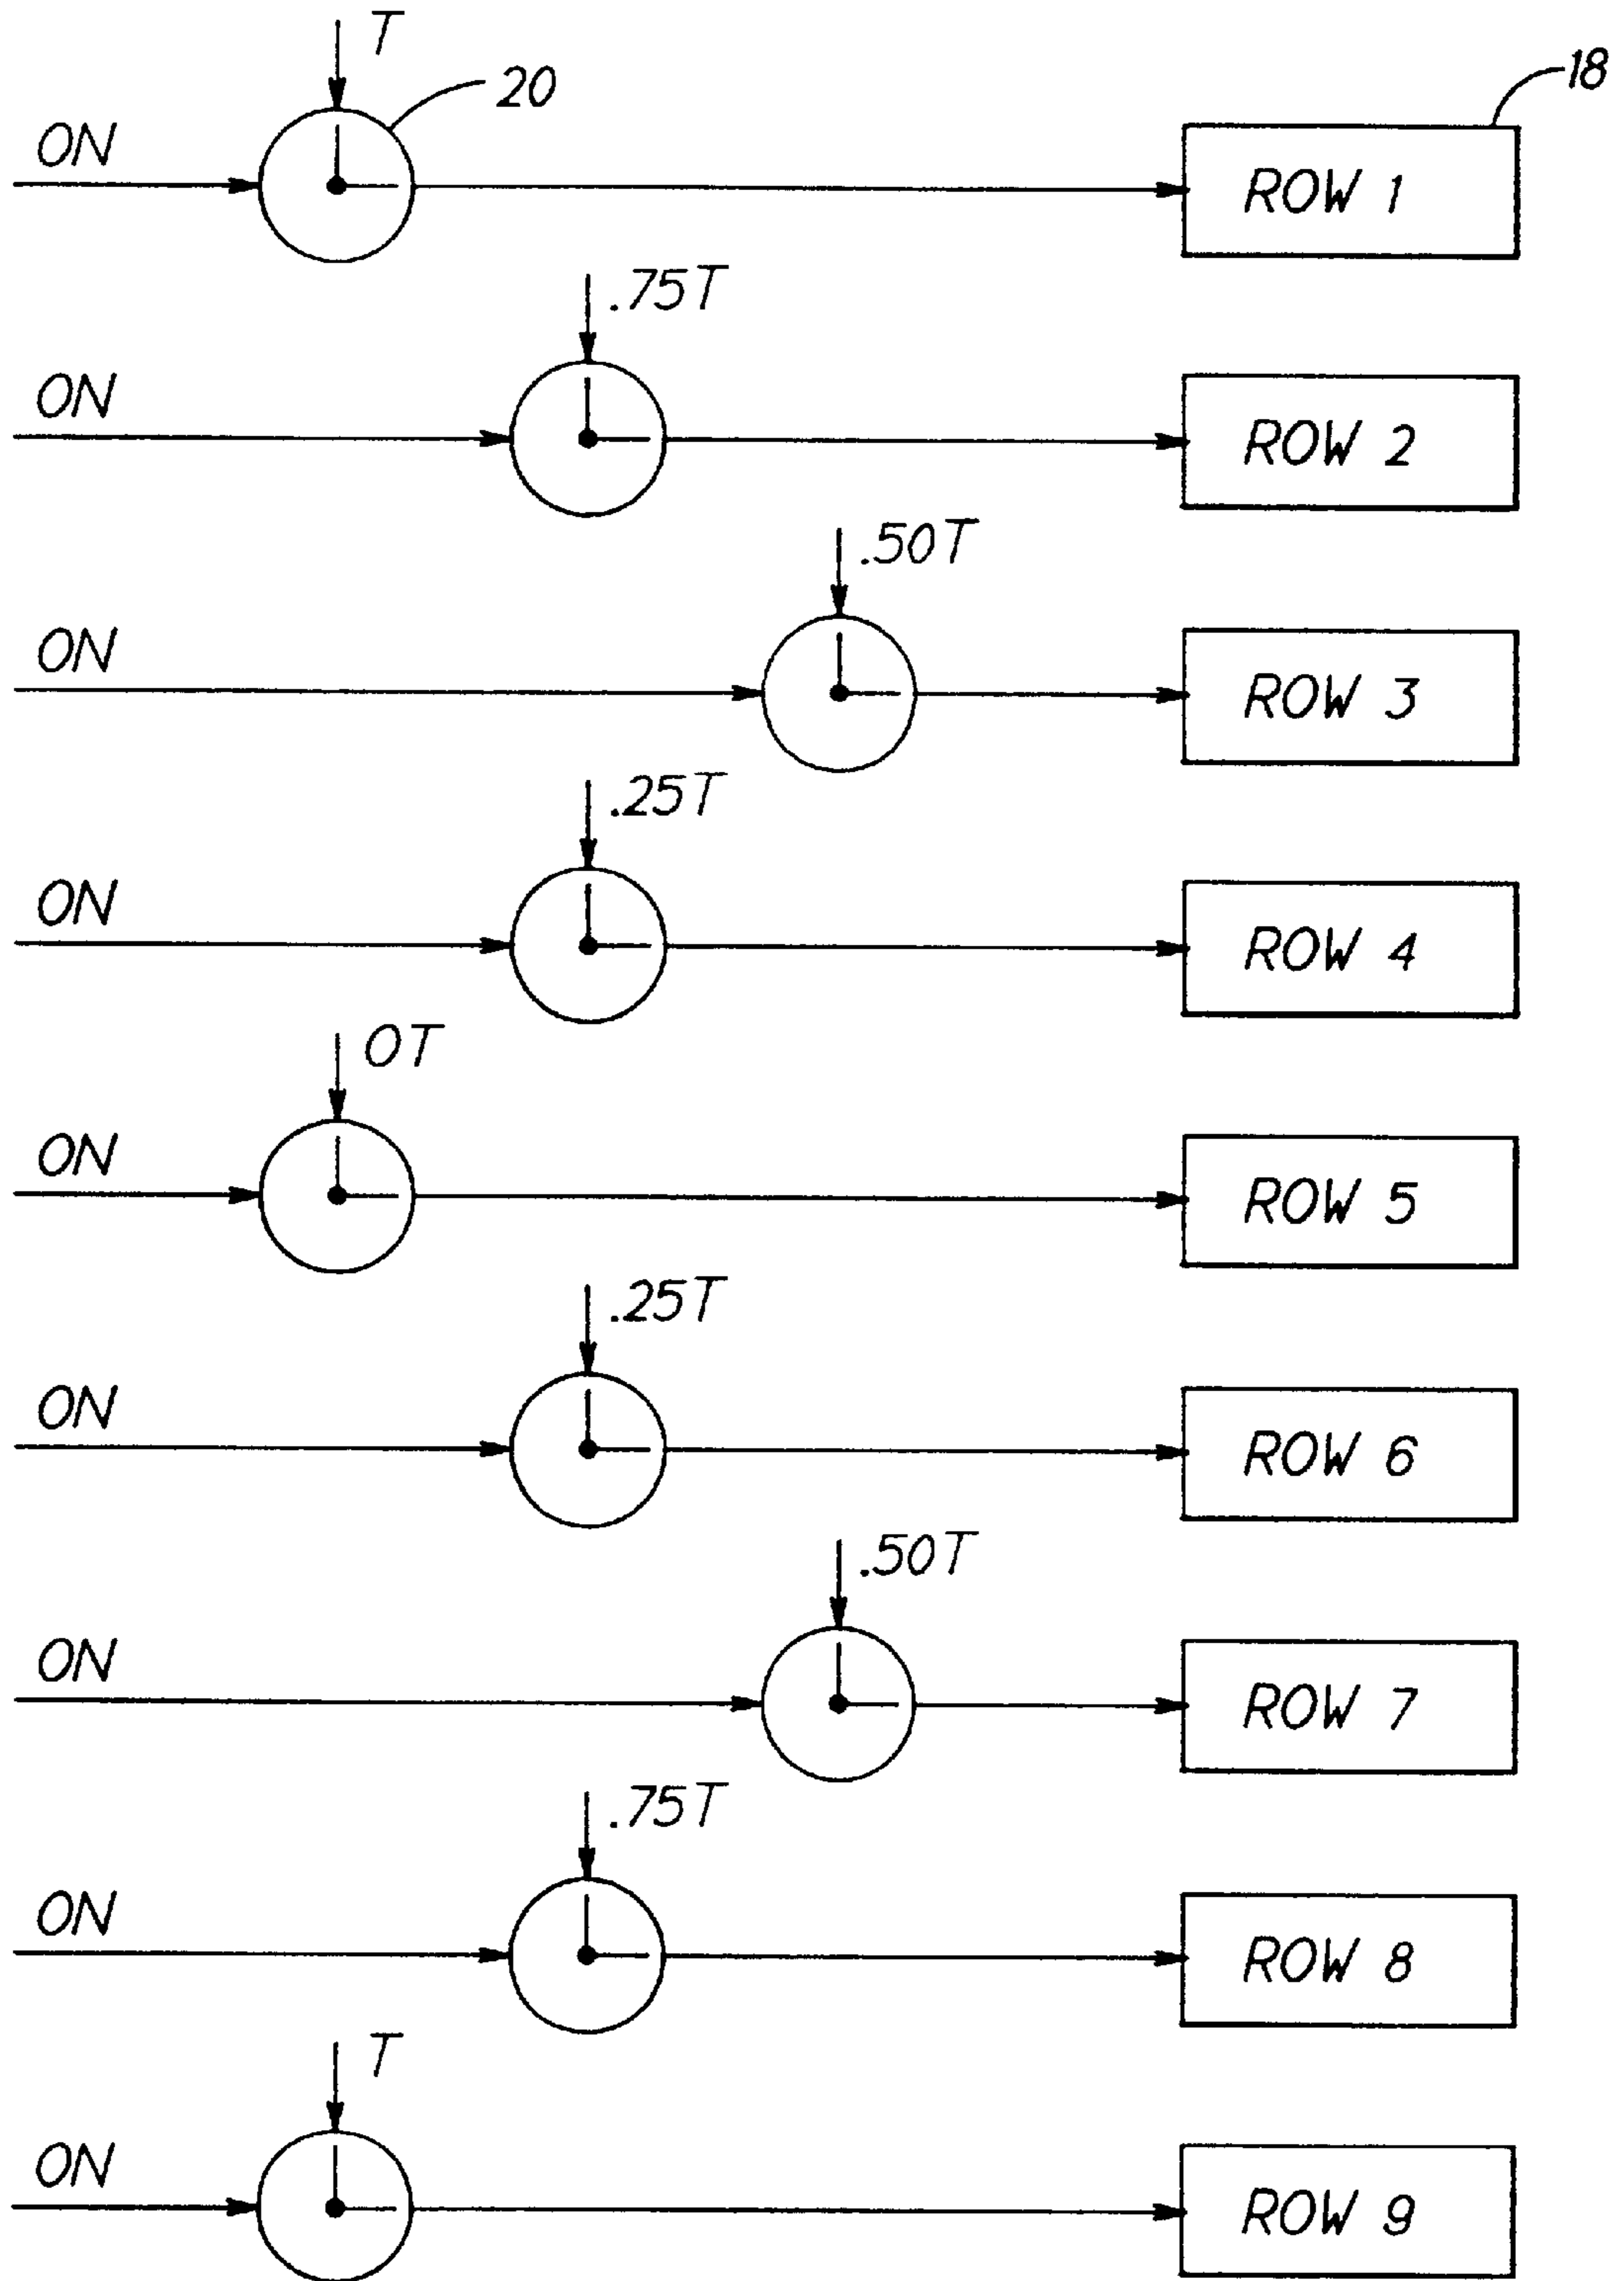 T
20
18
ON
ROW 1
.75T
ON
ROW 2
.50T
ON
ROW 3
.25T
ON
ROW 4
0T
ON
ROW 5
.25T
ON
ROW 6
.50T
ON
ROW 7
.75T
ON
ROW 8
T
ON
ROW 9